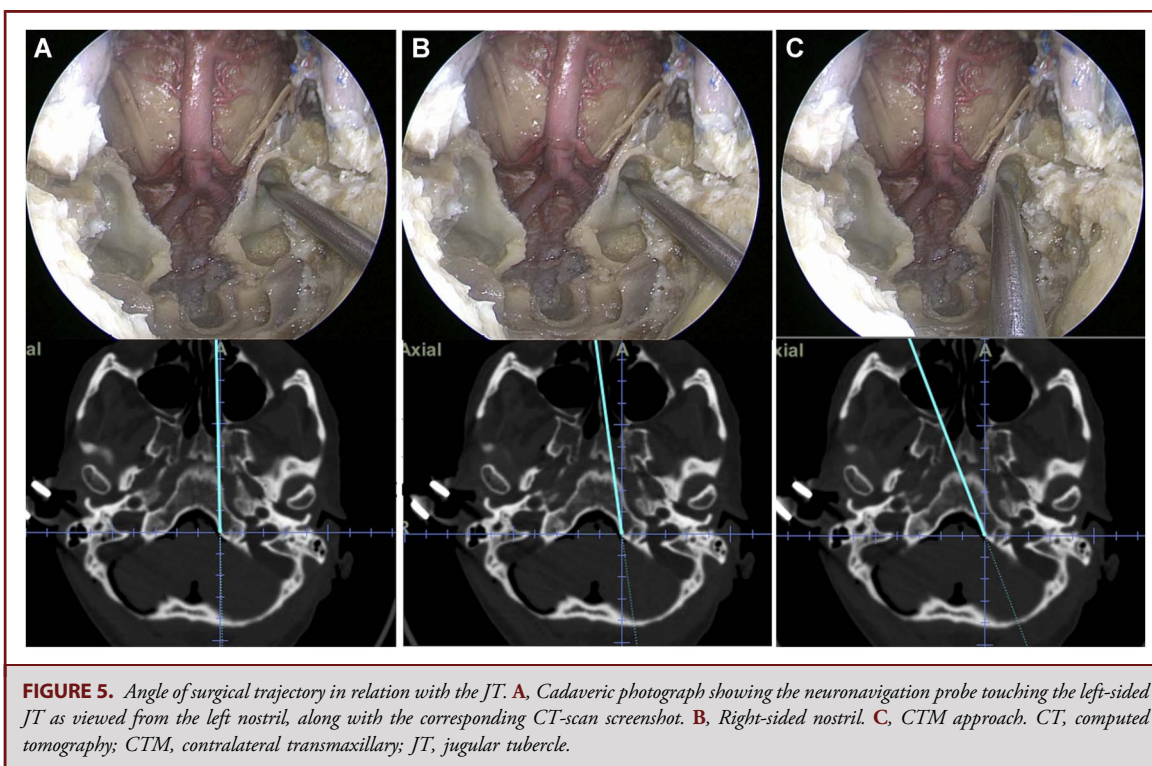 A
B
C
al
A
Axial
A
R
xial
A
FIGURE 5. Angle of surgical trajectory in relation with the JT. A, Cadaveric photograph showing the neuronavigation probe touching the left-sided
JT as viewed from the left nostril, along with the corresponding CT-scan screenshot. B, Right-sided nostril. C, CTM approach. CT, computed
tomography; CTM, contralateral transmaxillary; JT, jugular tubercle.